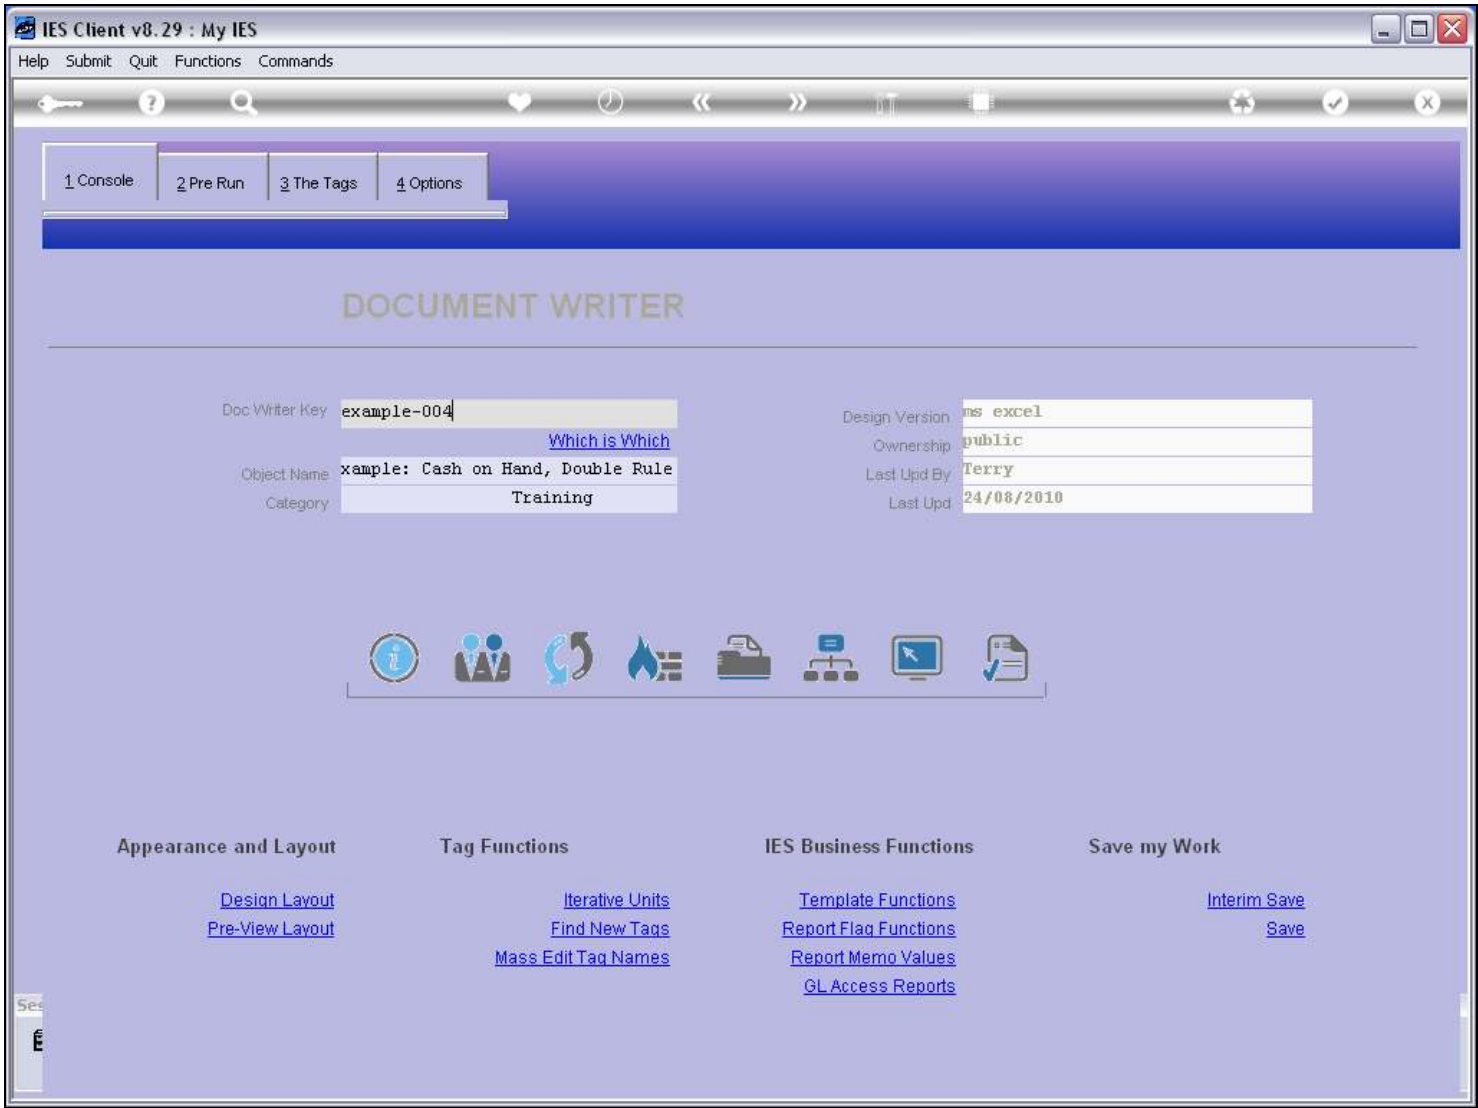 IES Client v8.29 : My IES
Help Submit Quit Functions Commands
1 Console 2 Pre Run 3 The Tags 4 Options
DOCUMENT WRITER
Doc Writer Key example-004
Design Version ms excel
Which is Which
Ownership public
Object Name xample: Cash on Hand, Double Rule
Last Upd By Terry
Category Training
Last Upd 24/08/2010
Appearance and Layout Tag Functions IES Business Functions Save my Work
Design Layout Iterative Units Template Functions Interim Save
Pre-View Layout Find New Tags Report Flag Functions Save
Mass Edit Tag Names Report Memo Values
GL Access Reports
Ses